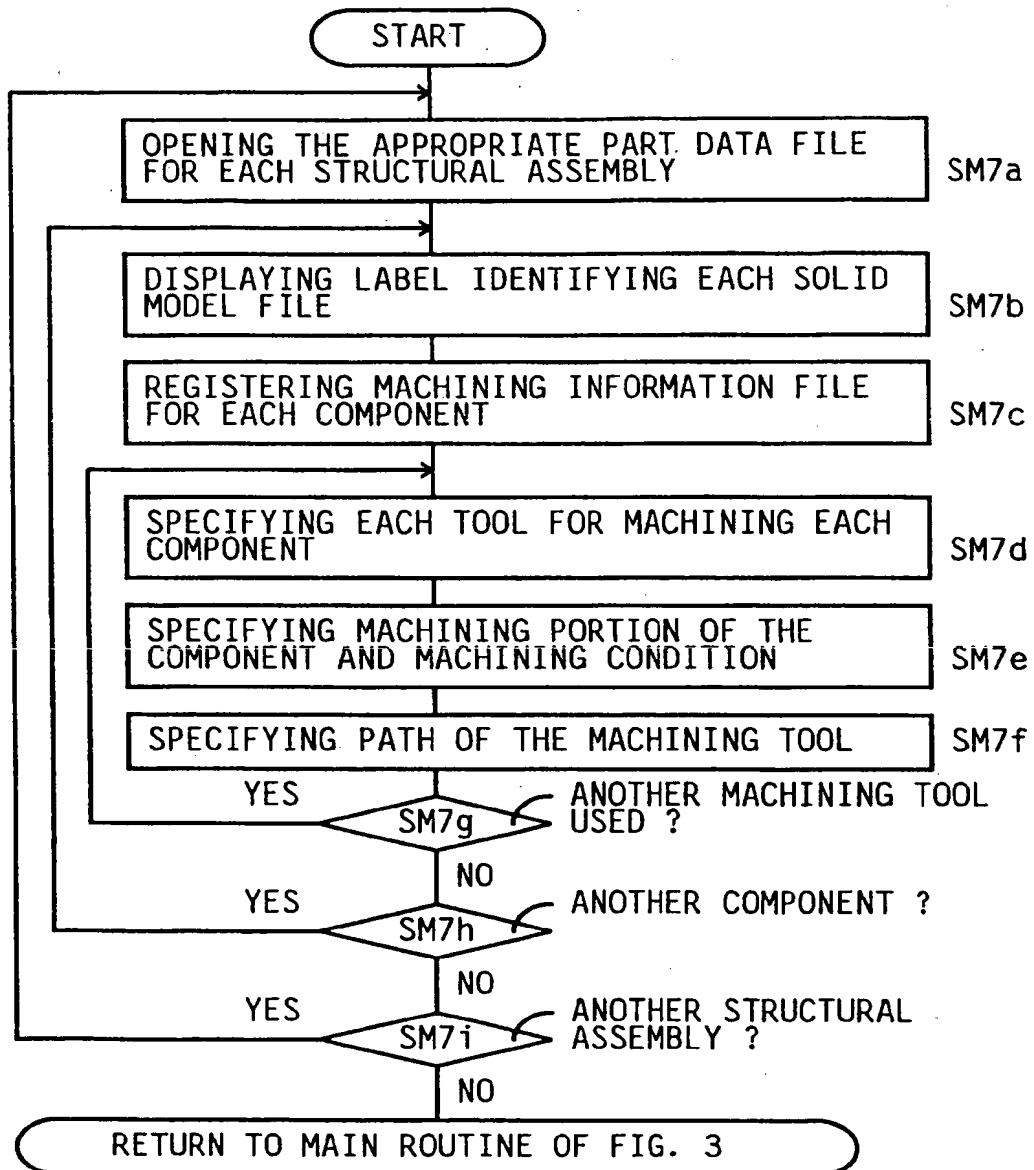 START
OPENING THE APPROPRIATE PART DATA FILE
FOR EACH STRUCTURAL ASSEMBLY
SM7a
DISPLAYING LABEL IDENTIFYING EACH SOLID
MODEL FILE
SM7b
REGISTERING MACHINING INFORMATION FILE
FOR EACH COMPONENT
SM7c
SPECIFYING EACH TOOL FOR MACHINING EACH
COMPONENT
SM7d
SPECIFYING MACHINING PORTION OF THE
COMPONENT AND MACHINING CONDITION
SM7e
SPECIFYING PATH OF THE MACHINING TOOL
SM7f
YES
SM7g
ANOTHER MACHINING TOOL
USED ?
NO
YES
SM7h
ANOTHER COMPONENT ?
NO
YES
SM7i
ANOTHER STRUCTURAL
ASSEMBLY ?
NO
RETURN TO MAIN ROUTINE OF FIG. 3